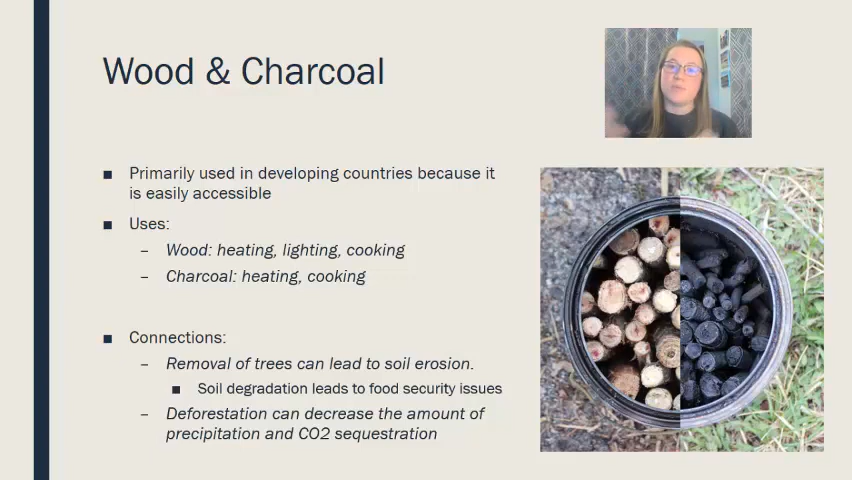 Wood & Charcoal
■ Primarily used in developing countries because it
is easily accessible
■ Uses:
– Wood: heating, lighting, cooking
– Charcoal: heating, cooking
■ Connections:
– Removal of trees can lead to soil erosion.
■ Soil degradation leads to food security issues
– Deforestation can decrease the amount of
precipitation and CO2 sequestration